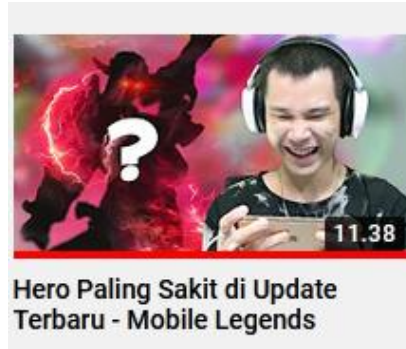 ?
11.38
Hero Paling Sakit di Update
Terbaru - Mobile Legends